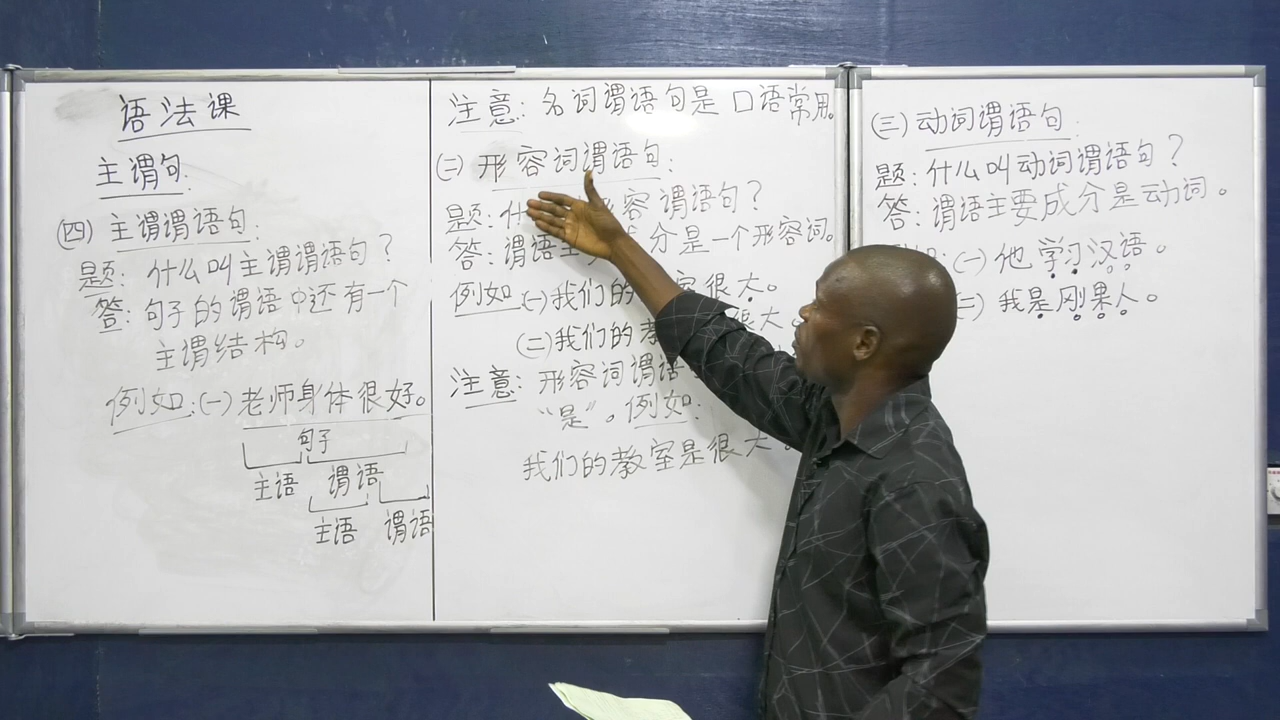 语法课
主谓句:
(四) 主谓谓语句:
题: 什么叫主谓谓语句?
答: 句子的谓语中还有一个
主谓结构。
例如:(一) 老师身体很好。
句子
主语 谓语
主语 谓语
注意: 名词谓语句是 口语常用。
(二) 形容词谓语句:
题: 什 形容谓语句?
答: 谓语主 成分是一个形容词。
例如 (一) 我们的 室很大。
(二) 我们的教 很大
注意: 形容词谓语
“是”。例如:
我们的教室是很大。
(三) 动词谓语句:
题: 什么叫动词谓语句?
答: 谓语主要成分是动词。
(一) 他学习汉语。
(二) 我是刚果人。